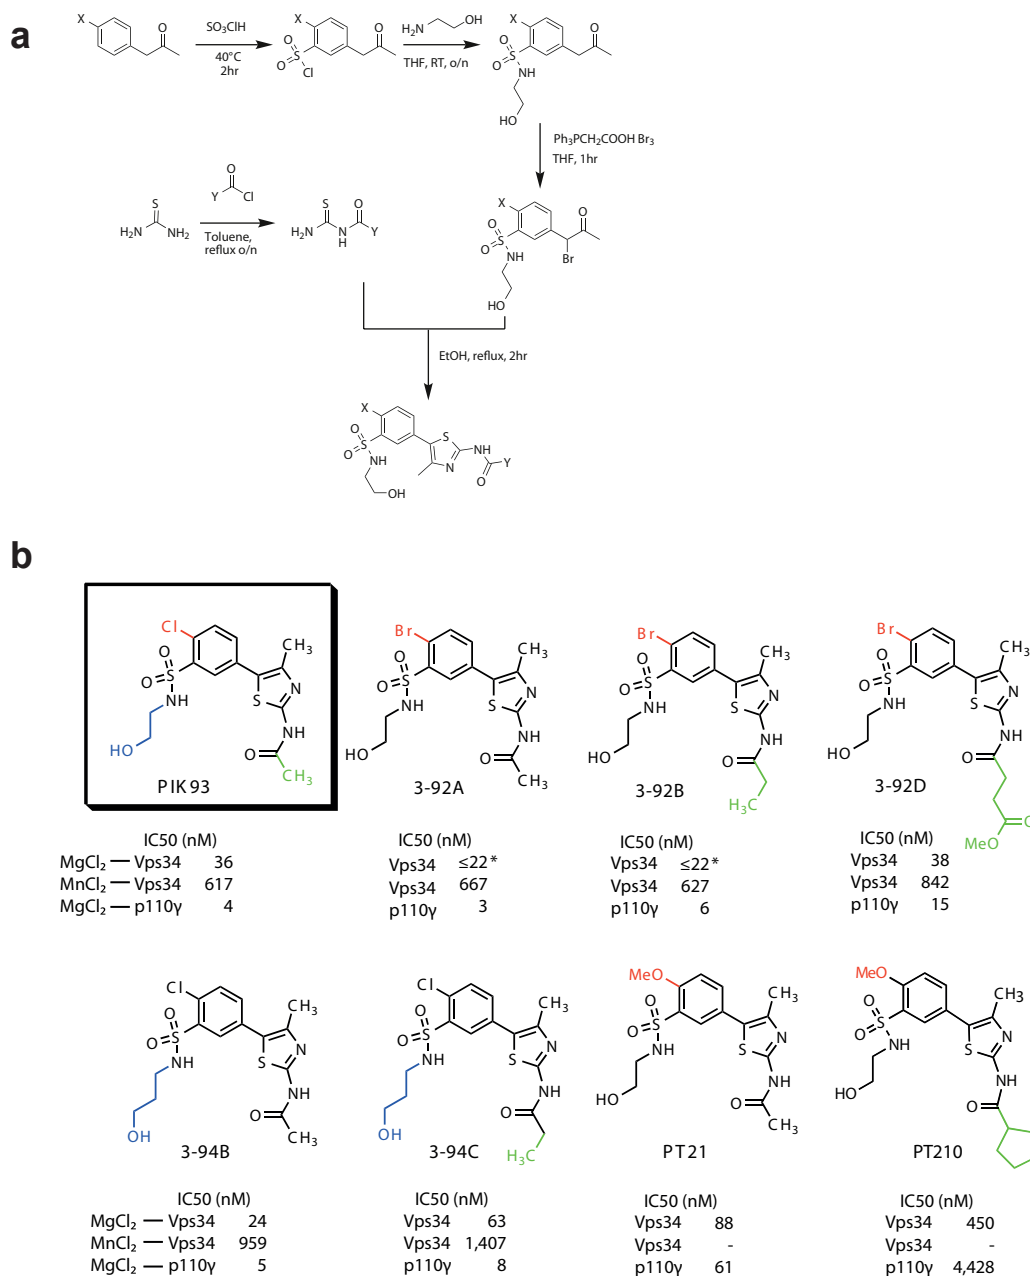 a
X
O
SO₃ClH
40°C
2hr
X
O
O
S
O
Cl
H₂N
OH
THF, RT, o/n
X
O
O
S
O
NH
HO
Ph₃PCH₂COOH Br₃
THF, 1hr
S
H₂N
NH₂
O
Y
Cl
Toluene,
reflux o/n
S
O
H₂N
N
H
Y
X
O
O
S
O
NH
Br
HO
EtOH, reflux, 2hr
X
O
S
O
NH
OH
S
N
NH
O
Y
b
Cl
CH₃
O
S
O
N
H
NH
S
N
HO
NH
O
CH₃
PIK93
Br
CH₃
O
S
O
NH
S
N
HO
NH
O
CH₃
3-92A
Br
CH₃
O
S
O
NH
S
N
HO
NH
O
H₃C
3-92B
Br
CH₃
O
S
O
NH
S
N
HO
NH
O
O
MeO
3-92D
IC50 (nM)
MgCl₂ — Vps34 36
MnCl₂ — Vps34 617
MgCl₂ — p110γ 4
IC50 (nM)
Vps34 ≤22*
Vps34 667
p110γ 3
IC50 (nM)
Vps34 ≤22*
Vps34 627
p110γ 6
IC50 (nM)
Vps34 38
Vps34 842
p110γ 15
Cl
CH₃
O
S
O
NH
S
N
OH
NH
O
CH₃
3-94B
Cl
CH₃
O
S
O
NH
S
N
OH
NH
O
H₃C
3-94C
MeO
CH₃
O
S
O
NH
S
N
HO
NH
O
CH₃
PT21
MeO
CH₃
O
S
O
NH
S
N
HO
NH
O
PT210
IC50 (nM)
MgCl₂ — Vps34 24
MnCl₂ — Vps34 959
MgCl₂ — p110γ 5
IC50 (nM)
Vps34 63
Vps34 1,407
p110γ 8
IC50 (nM)
Vps34 88
Vps34 -
p110γ 61
IC50 (nM)
Vps34 450
Vps34 -
p110γ 4,428